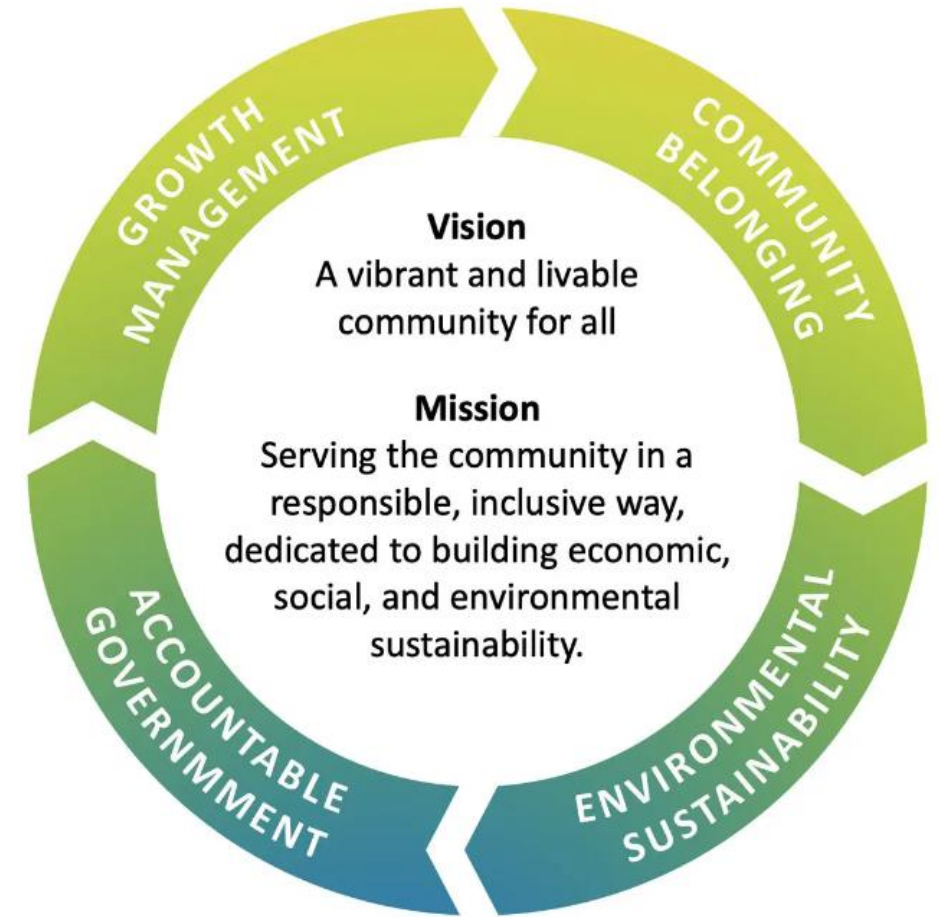 GROWTH
MANAGEMENT
COMMUNITY
BELONGING
Vision
A vibrant and livable
community for all
Mission
Serving the community in a
responsible, inclusive way,
dedicated to building economic,
social, and environmental
sustainability.
ACCOUNTABLE
GOVERNMMENT
ENVIRONMENTAL
SUSTAINABILITY